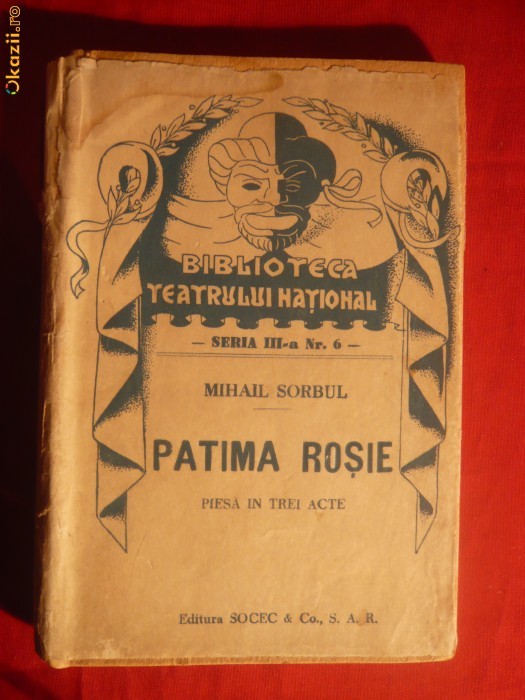 Okazii.ro
BIBLIOTECA
TEATRULUI NAȚIONAL
— SERIA III-a Nr. 6 —
MIHAIL SORBUL
PATIMA ROȘIE
PIESĂ IN TREI ACTE
Editura SOCEC & Co., S. A. R.